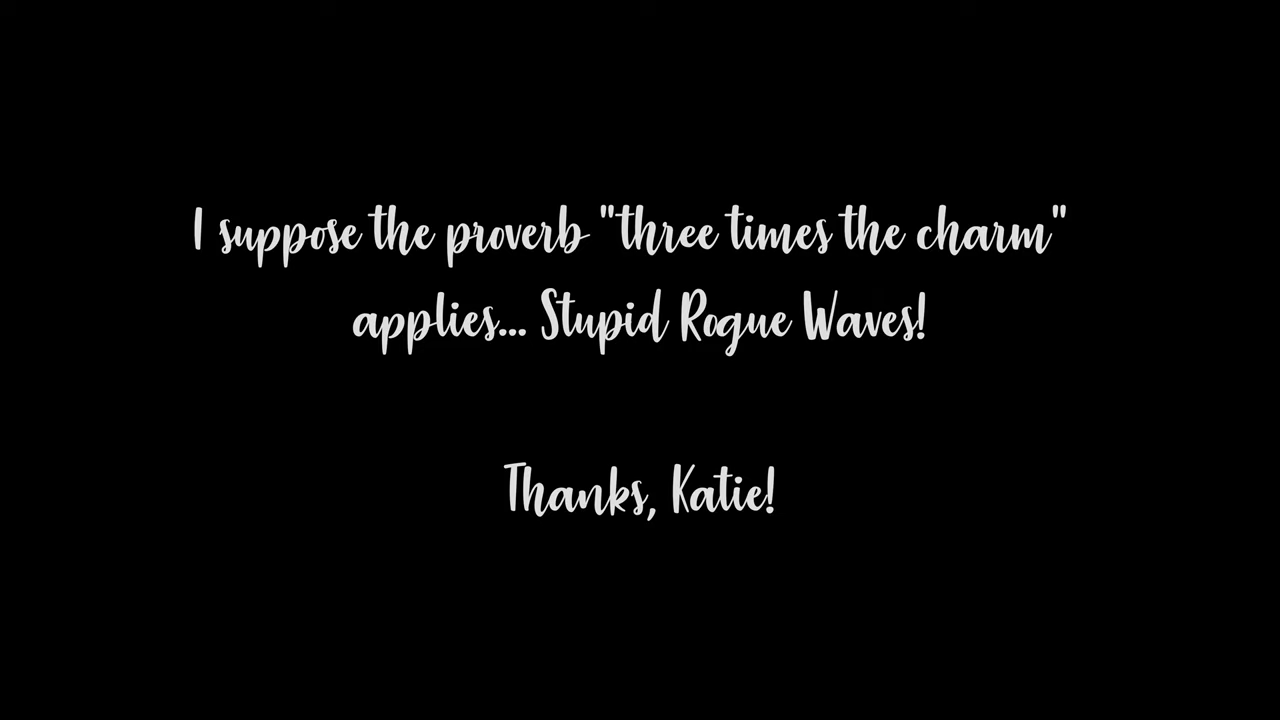 I suppose the proverb "three times the charm"
applies... Stupid Rogue Waves!
Thanks, Katie!